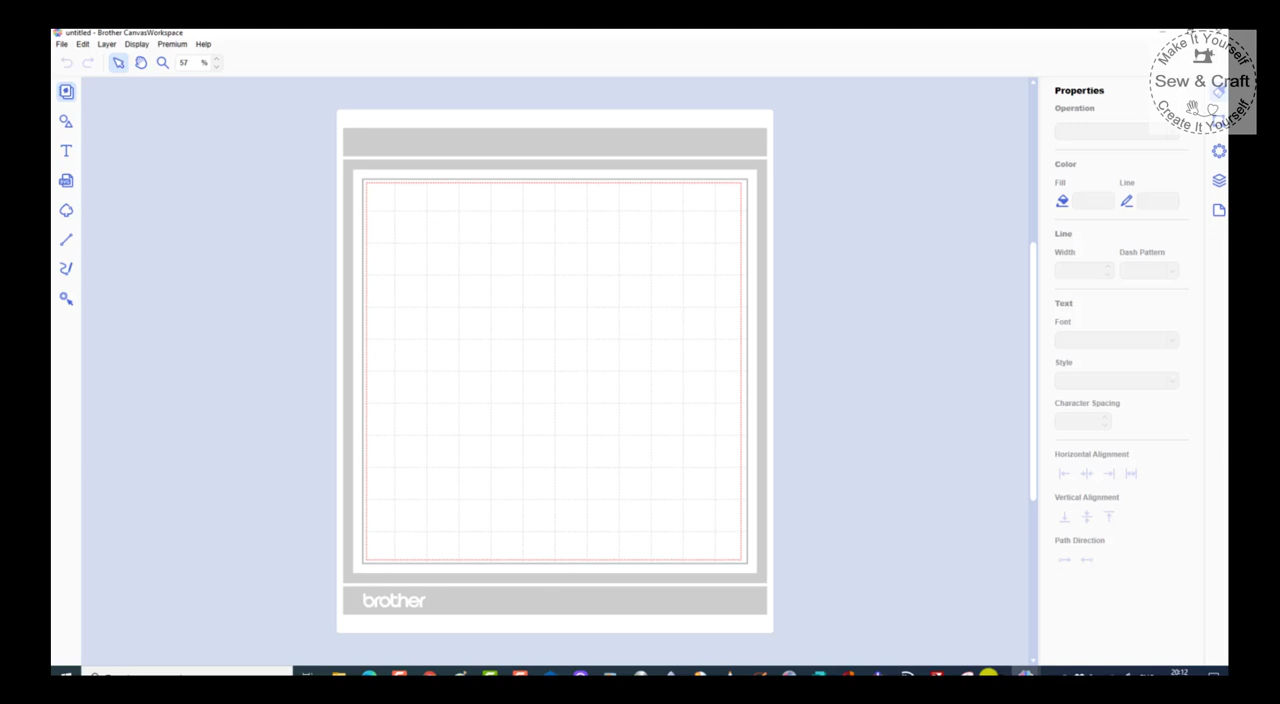 untitled - Brother CanvasWorkspace
File Edit Layer Display Premium Help
57 %
Make It Yourself
Sew & Craft
Create It Yourself
Properties
Operation
Color
Fill Line
Line
Width Dash Pattern
Text
Font
Style
Character Spacing
Horizontal Alignment
Vertical Alignment
Path Direction
brother
20:12